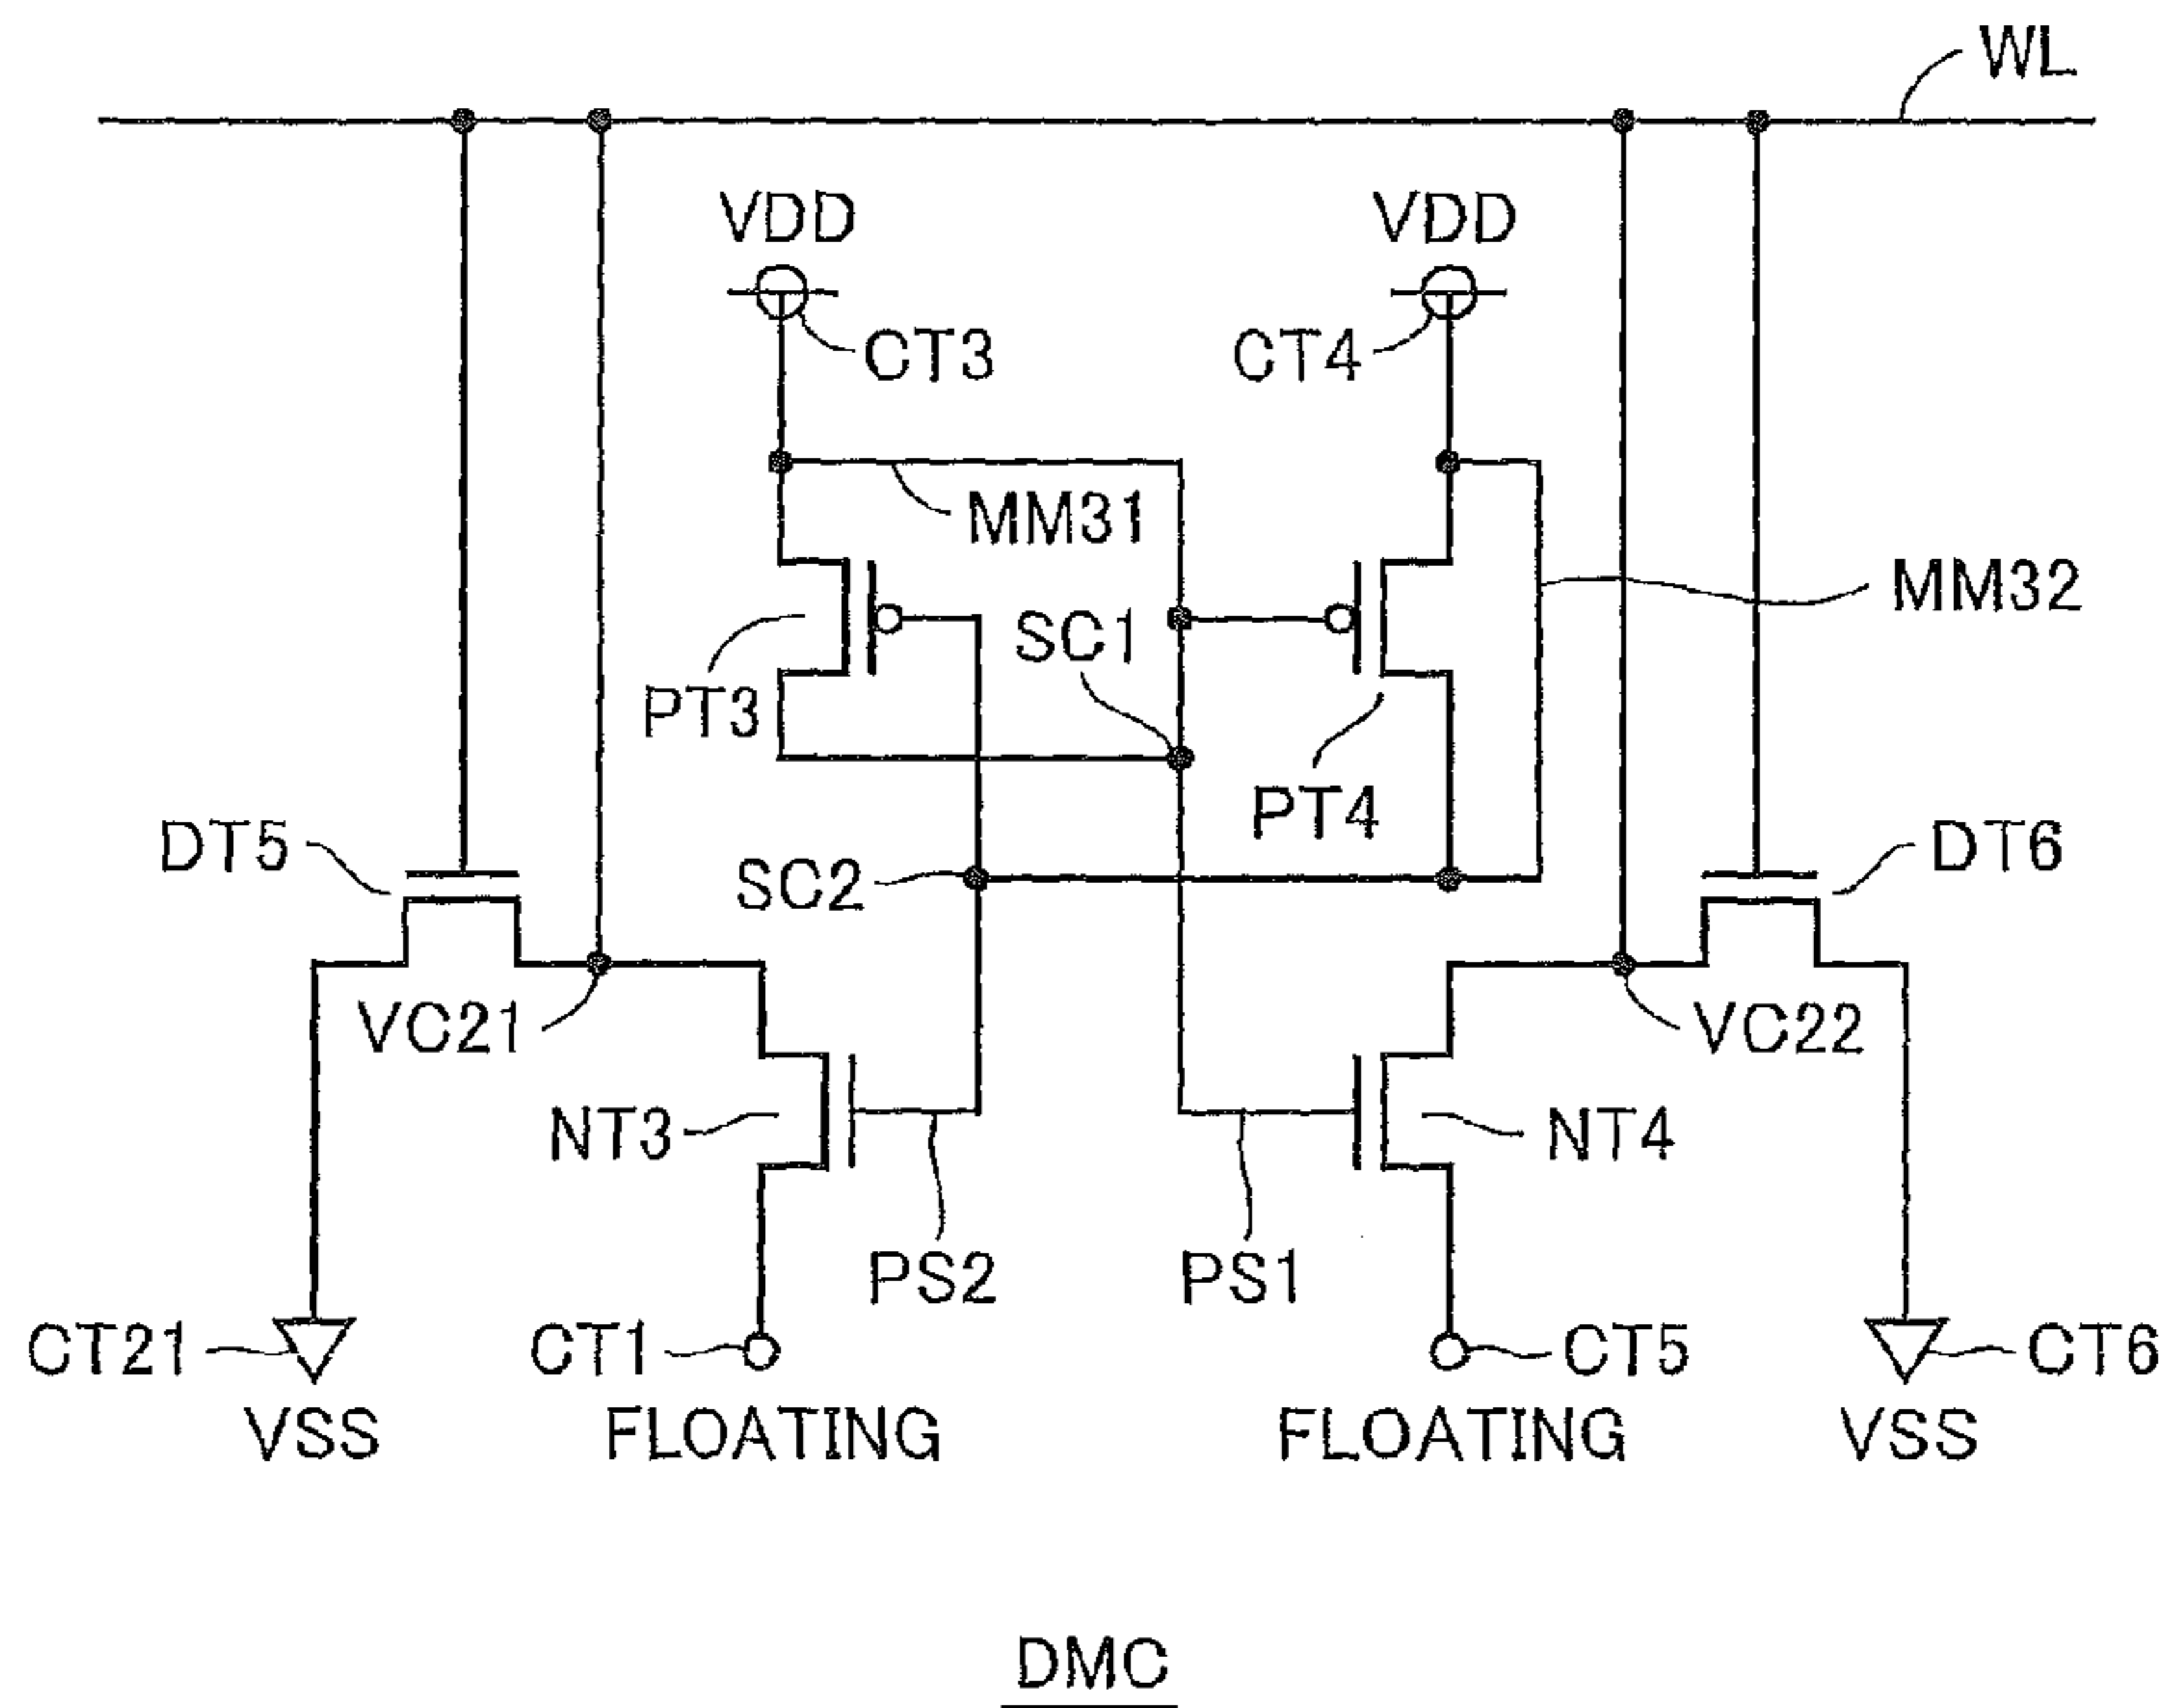 WL
VDD
VDD
CT3
CT4
MM31
MM32
SC1
PT3
PT4
DT5
SC2
DT6
VC21
VC22
NT3
NT4
PS2
PS1
CT21
CT1
CT5
CT6
VSS
FLOATING
FLOATING
VSS
DMC